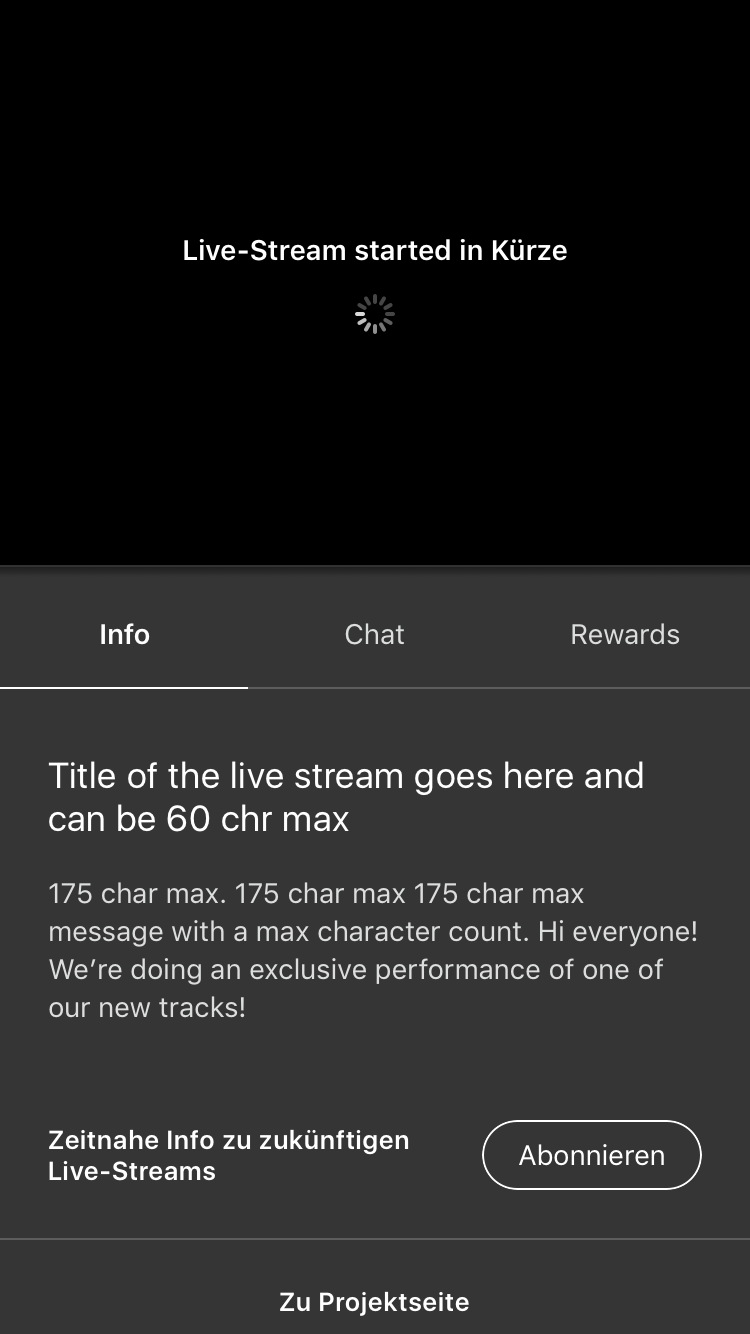 Live-Stream started in Kürze
Info
Chat
Rewards
Title of the live stream goes here and
can be 60 chr max
175 char max. 175 char max 175 char max
message with a max character count. Hi everyone!
We’re doing an exclusive performance of one of
our new tracks!
Zeitnahe Info zu zukünftigen
Live-Streams
Abonnieren
Zu Projektseite